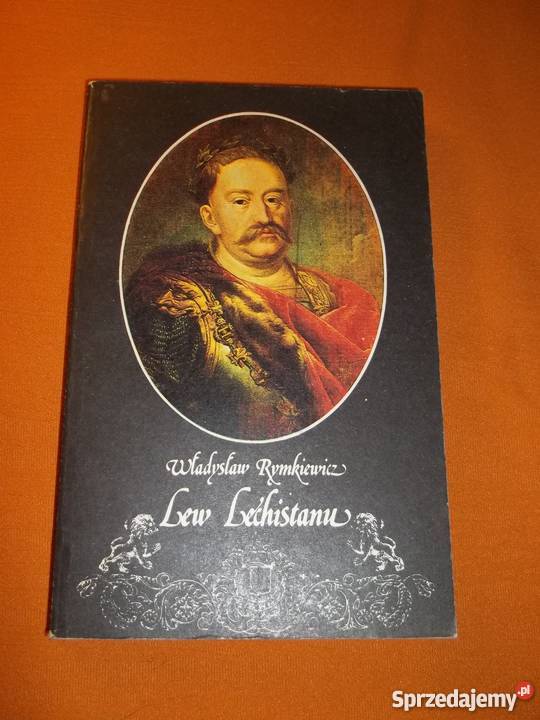 Władysław Rymkiewicz
Lew Lechistanu
Sprzedajemy.pl